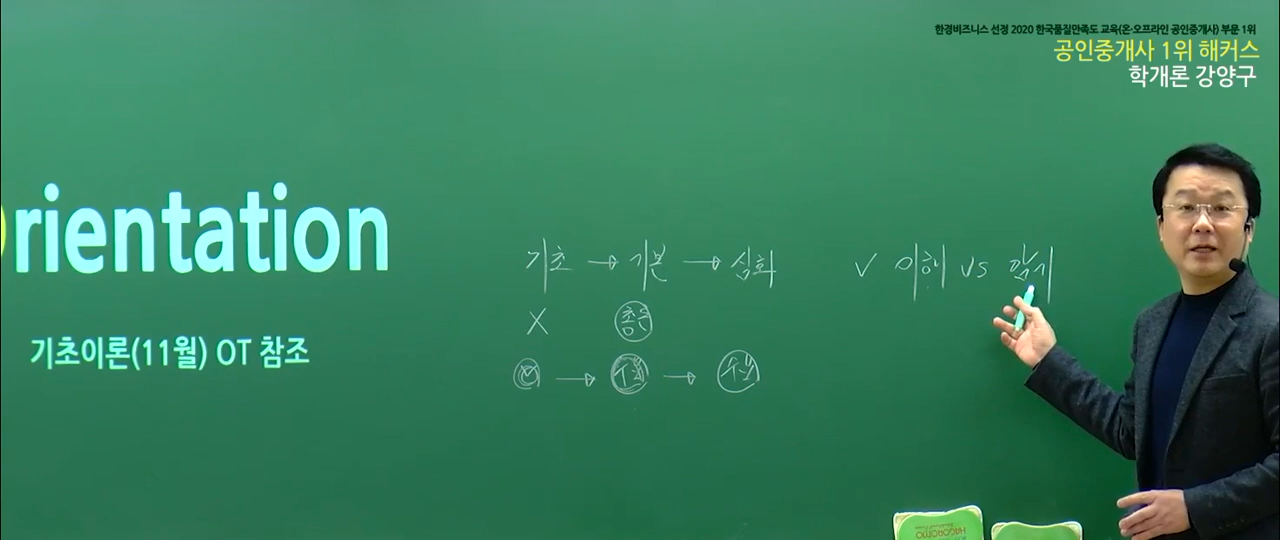 한경비즈니스 선정 2020 한국품질만족도 교육(온·오프라인 공인중개사) 부문 1위
공인중개사 1위 해커스
학개론 강양구
rientation
기초이론(11월) OT 참조
기초 → 기본 → 심화
✓ 이해 vs 암기
X
→ →
HAGOROMO